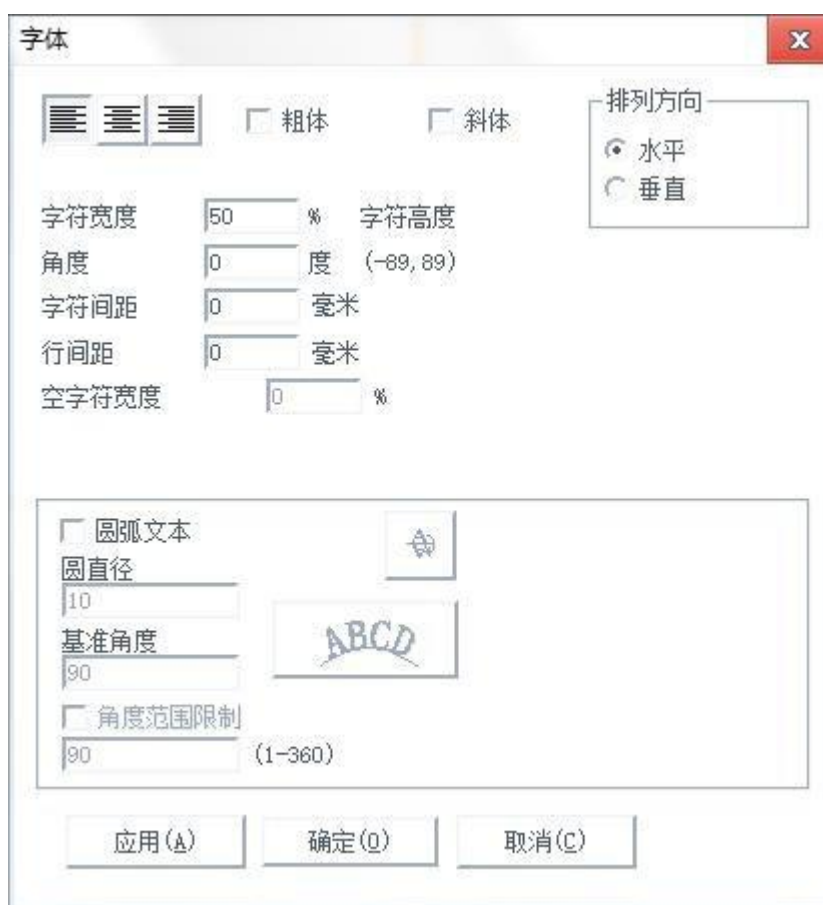 字体
粗体 斜体 排列方向
水平
垂直
字符宽度 50 % 字符高度
角度 0 度 (-89,89)
字符间距 0 毫米
行间距 0 毫米
空字符宽度 0 %
圆弧文本
圆直径
10
ABCD
基准角度
90
角度范围限制
90 (1-360)
应用(A) 确定(O) 取消(C)